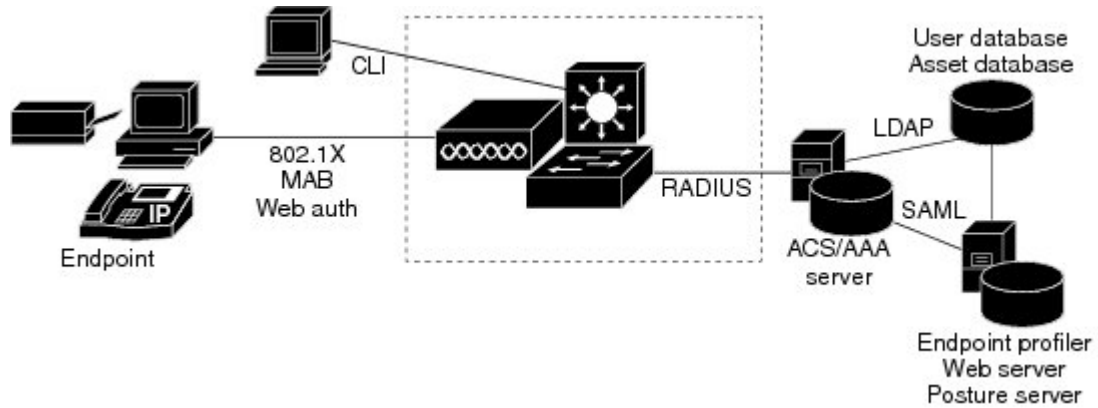 User database
Asset database
CLI
LDAP
802.1X
MAB
Web auth
RADIUS
SAML
IP
Endpoint
ACS/AAA
server
Endpoint profiler
Web server
Posture server